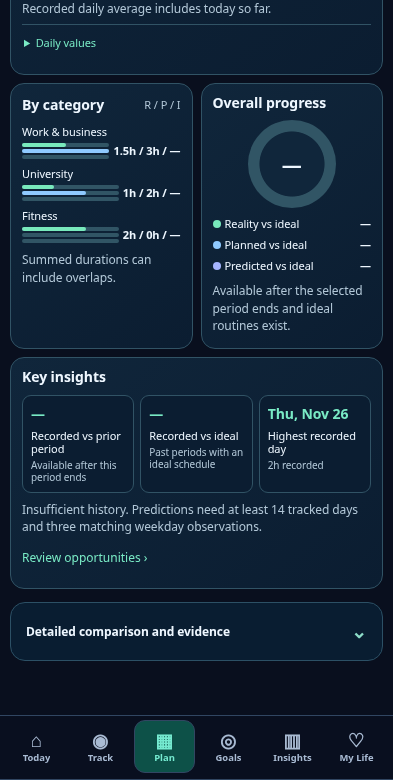 Recorded daily average includes today so far.
▶ Daily values
By category R / P / I
Work & business
1.5h / 3h / —
University
1h / 2h / —
Fitness
2h / 0h / —
Summed durations can
include overlaps.
Overall progress
—
Reality vs ideal —
Planned vs ideal —
Predicted vs ideal —
Available after the selected
period ends and ideal
routines exist.
Key insights
—
Recorded vs prior
period
Available after this
period ends
—
Recorded vs ideal
Past periods with an
ideal schedule
Thu, Nov 26
Highest recorded
day
2h recorded
Insufficient history. Predictions need at least 14 tracked days
and three matching weekday observations.
Review opportunities ›
Detailed comparison and evidence
Today Track Plan Goals Insights My Life